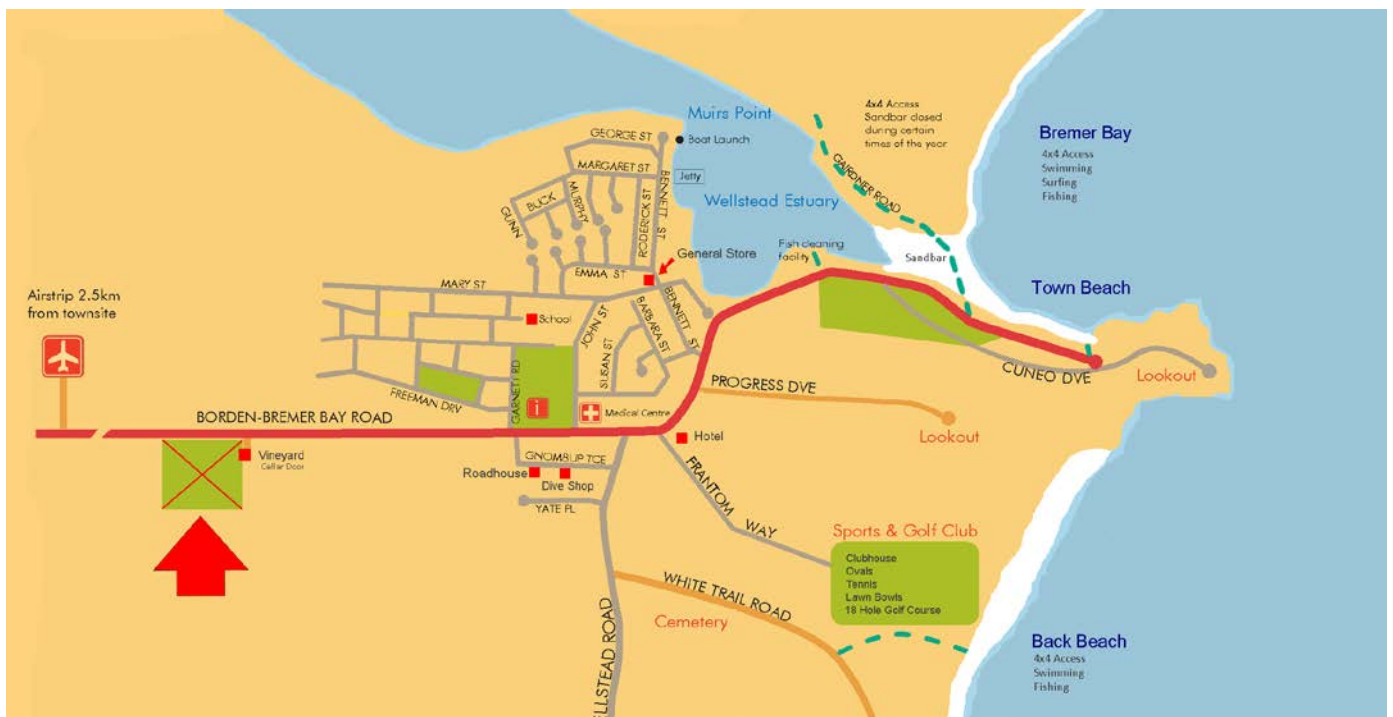 Muirs Point
4x4 Access
Sandbar closed
during certain
times of the year
Bremer Bay
4x4 Access
Swimming
Surfing
Fishing
GEORGE ST
Boat Launch
MARGARET ST
Jetty
GAIRDNER ROAD
BUCK
MURPHY
GUNN
RODERICK ST
BENNETT ST
Wellstead Estuary
Fish cleaning
facility
Sandbar
General Store
EMMA ST
MARY ST
Town Beach
Airstrip 2.5km
from townsite
School
JOHN ST
BARBARA ST
BENNETT ST
SUSAN ST
CUNEO DVE
Lookout
PROGRESS DVE
FREEMAN DRV
GARNETT RD
i
Medical Centre
BORDEN-BREMER BAY ROAD
Lookout
Hotel
Vineyard
Cellar Door
GNOMBUP TCE
Roadhouse
Dive Shop
YATE PL
FRANTOM WAY
Sports & Golf Club
Clubhouse
Ovals
Tennis
Lawn Bowls
18 Hole Golf Course
WHITE TRAIL ROAD
Cemetery
ELLSTEAD ROAD
Back Beach
4x4 Access
Swimming
Fishing